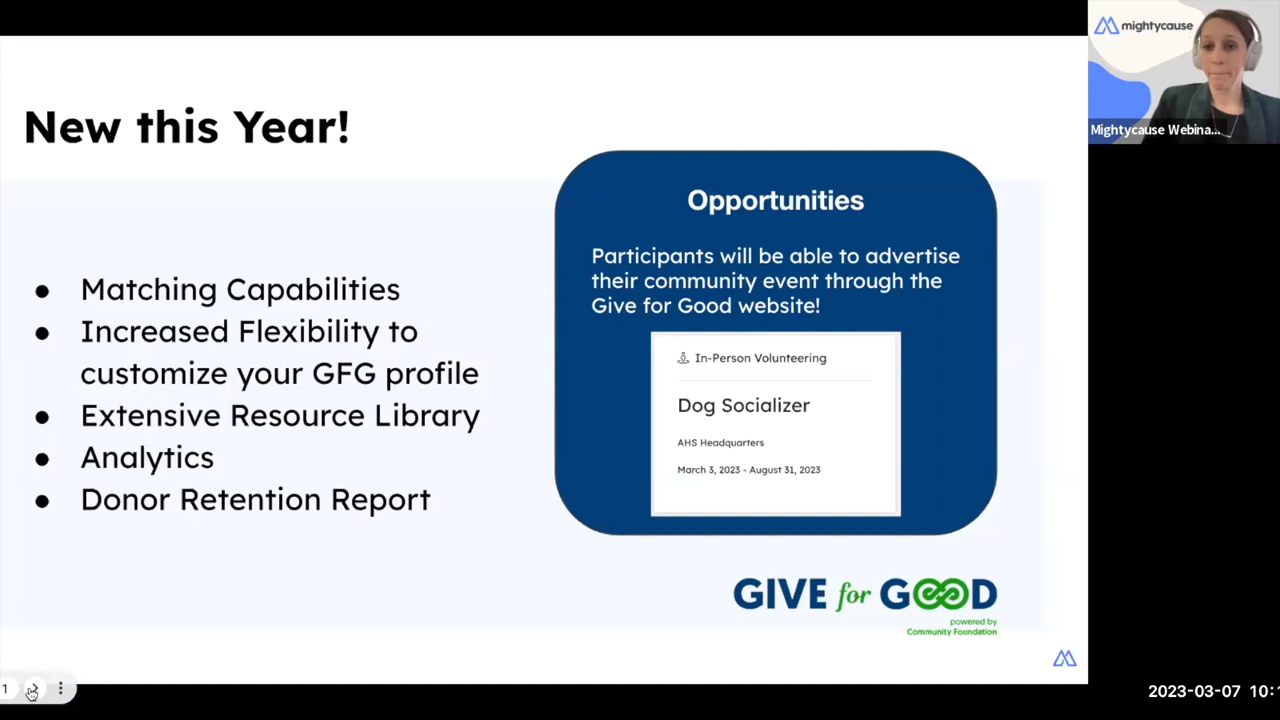 New this Year!
Matching Capabilities
Increased Flexibility to
customize your GFG profile
Extensive Resource Library
Analytics
Donor Retention Report
Opportunities
Participants will be able to advertise
their community event through the
Give for Good website!
In-Person Volunteering
Dog Socializer
AHS Headquarters
March 3, 2023 - August 31, 2023
GIVE for GOOD
powered by
Community Foundation
mightycause
Mightycause Webina...
1
2023-03-07